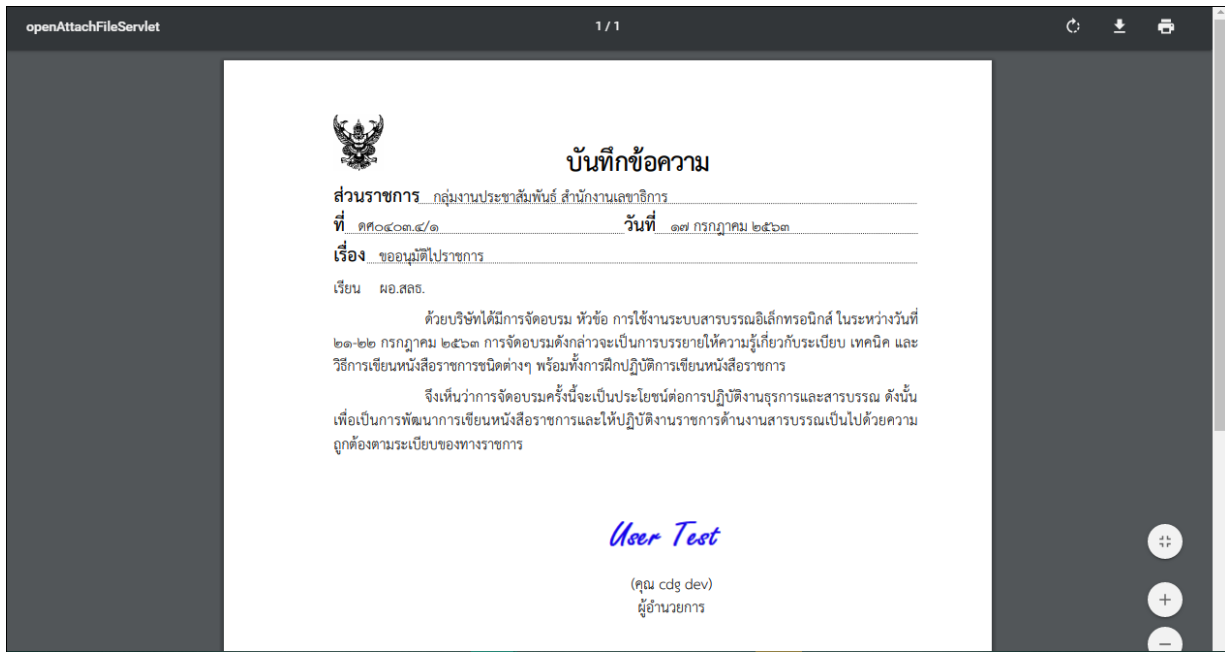 openAttachFileServlet
1 / 1
บันทึกข้อความ
ส่วนราชการ กลุ่มงานประชาสัมพันธ์ สำนักงานเลขาธิการ
ที่ ดศ๐๔๐๓.๔/๑ วันที่ ๑๗ กรกฎาคม ๒๕๖๓
เรื่อง ขออนุมัติไปราชการ
เรียน ผอ.สลธ.
ด้วยบริษัทได้มีการจัดอบรม หัวข้อ การใช้งานระบบสารบรรณอิเล็กทรอนิกส์ ในระหว่างวันที่
๒๑-๒๒ กรกฎาคม ๒๕๖๓ การจัดอบรมดังกล่าวจะเป็นการบรรยายให้ความรู้เกี่ยวกับระเบียบ เทคนิค และ
วิธีการเขียนหนังสือราชการชนิดต่างๆ พร้อมทั้งการฝึกปฏิบัติการเขียนหนังสือราชการ
จึงเห็นว่าการจัดอบรมครั้งนี้จะเป็นประโยชน์ต่อการปฏิบัติงานธุรการและสารบรรณ ดังนั้น
เพื่อเป็นการพัฒนาการเขียนหนังสือราชการและให้ปฏิบัติงานราชการด้านงานสารบรรณเป็นไปด้วยความ
ถูกต้องตามระเบียบของทางราชการ
User Test
(คุณ cdg dev)
ผู้อำนวยการ